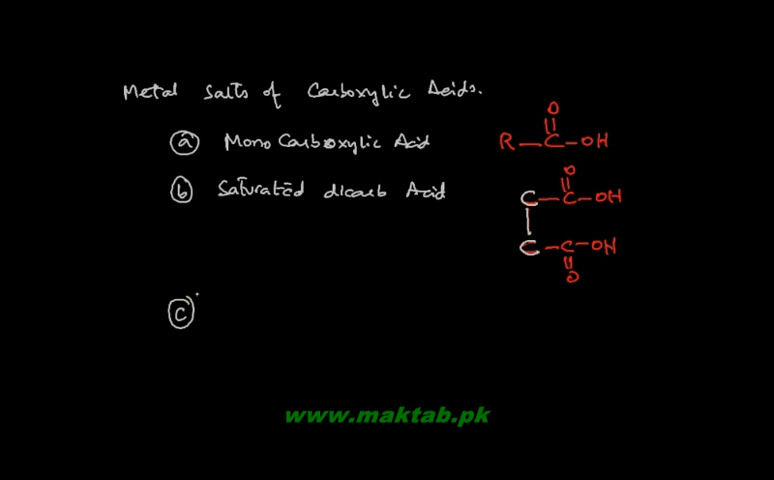 Metal Salts of Carboxylic Acids.
(a) Mono Carboxylic Acid R—C—OH
O
(b) Saturated dicarb Acid C—C—OH
O
C—C—OH
O
(c)
www.maktab.pk